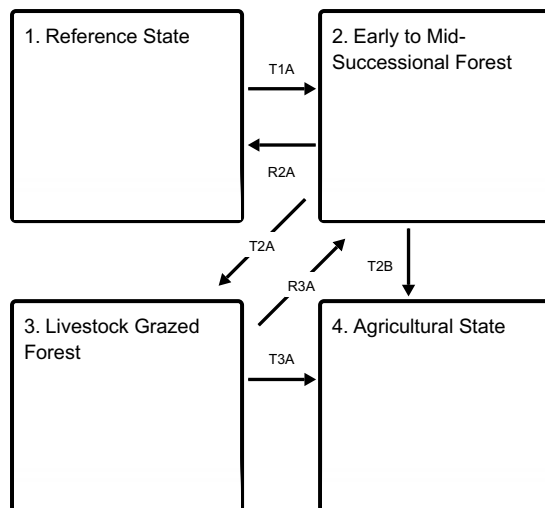 1. Reference State
2. Early to Mid-
Successional Forest
T1A
R2A
T2A
R3A
T2B
3. Livestock Grazed
Forest
4. Agricultural State
T3A